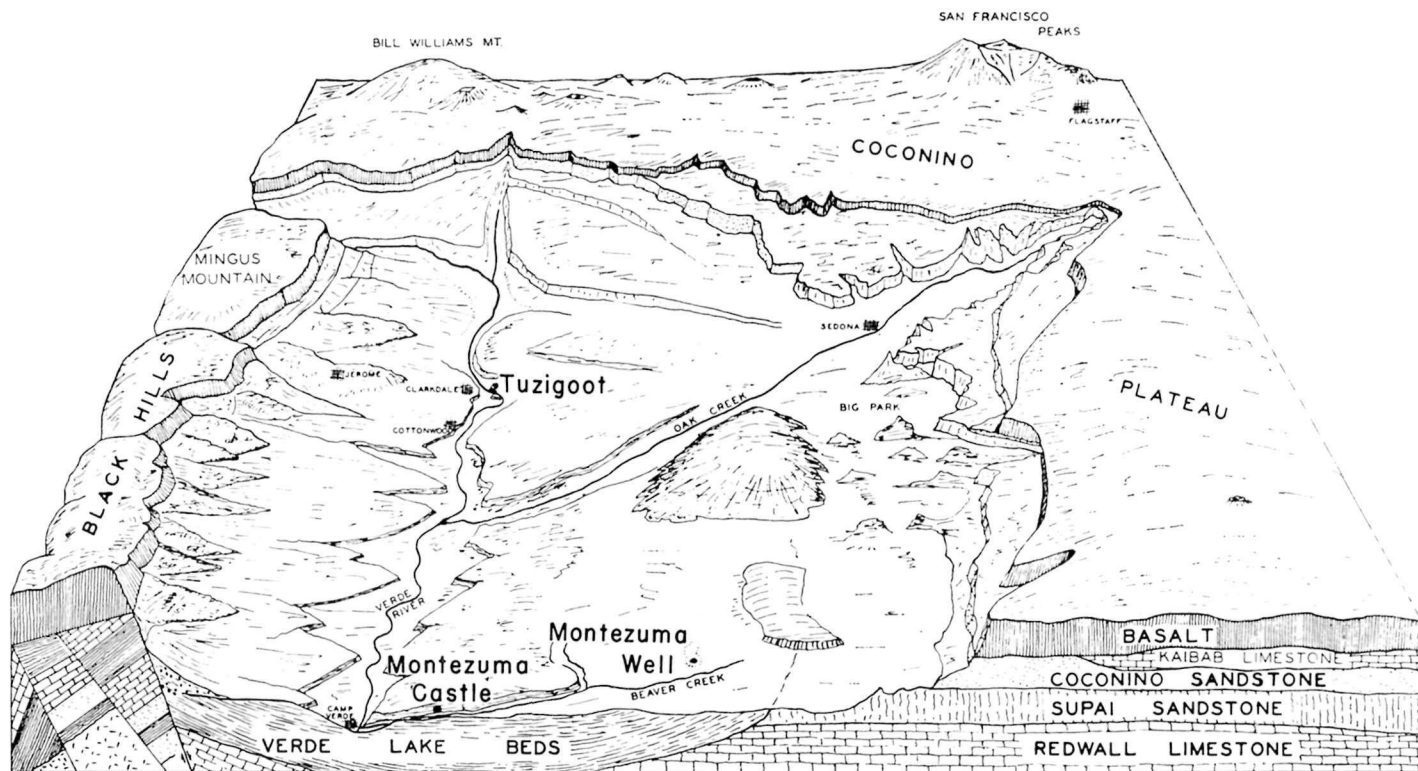 SAN FRANCISCO
PEAKS
BILL WILLIAMS MT.
FLAGSTAFF
COCONINO
MINGUS
MOUNTAIN
SEDONA
JEROME
CLARKDALE
Tuzigoot
HILLS
PLATEAU
OAK CREEK
BIG PARK
COTTONWOOD
BLACK
VERDE
RIVER
Montezuma
Well
BASALT
KAIBAB LIMESTONE
Montezuma
Castle
BEAVER CREEK
COCONINO SANDSTONE
CAMP
VERDE
SUPAI SANDSTONE
VERDE LAKE BEDS
REDWALL LIMESTONE